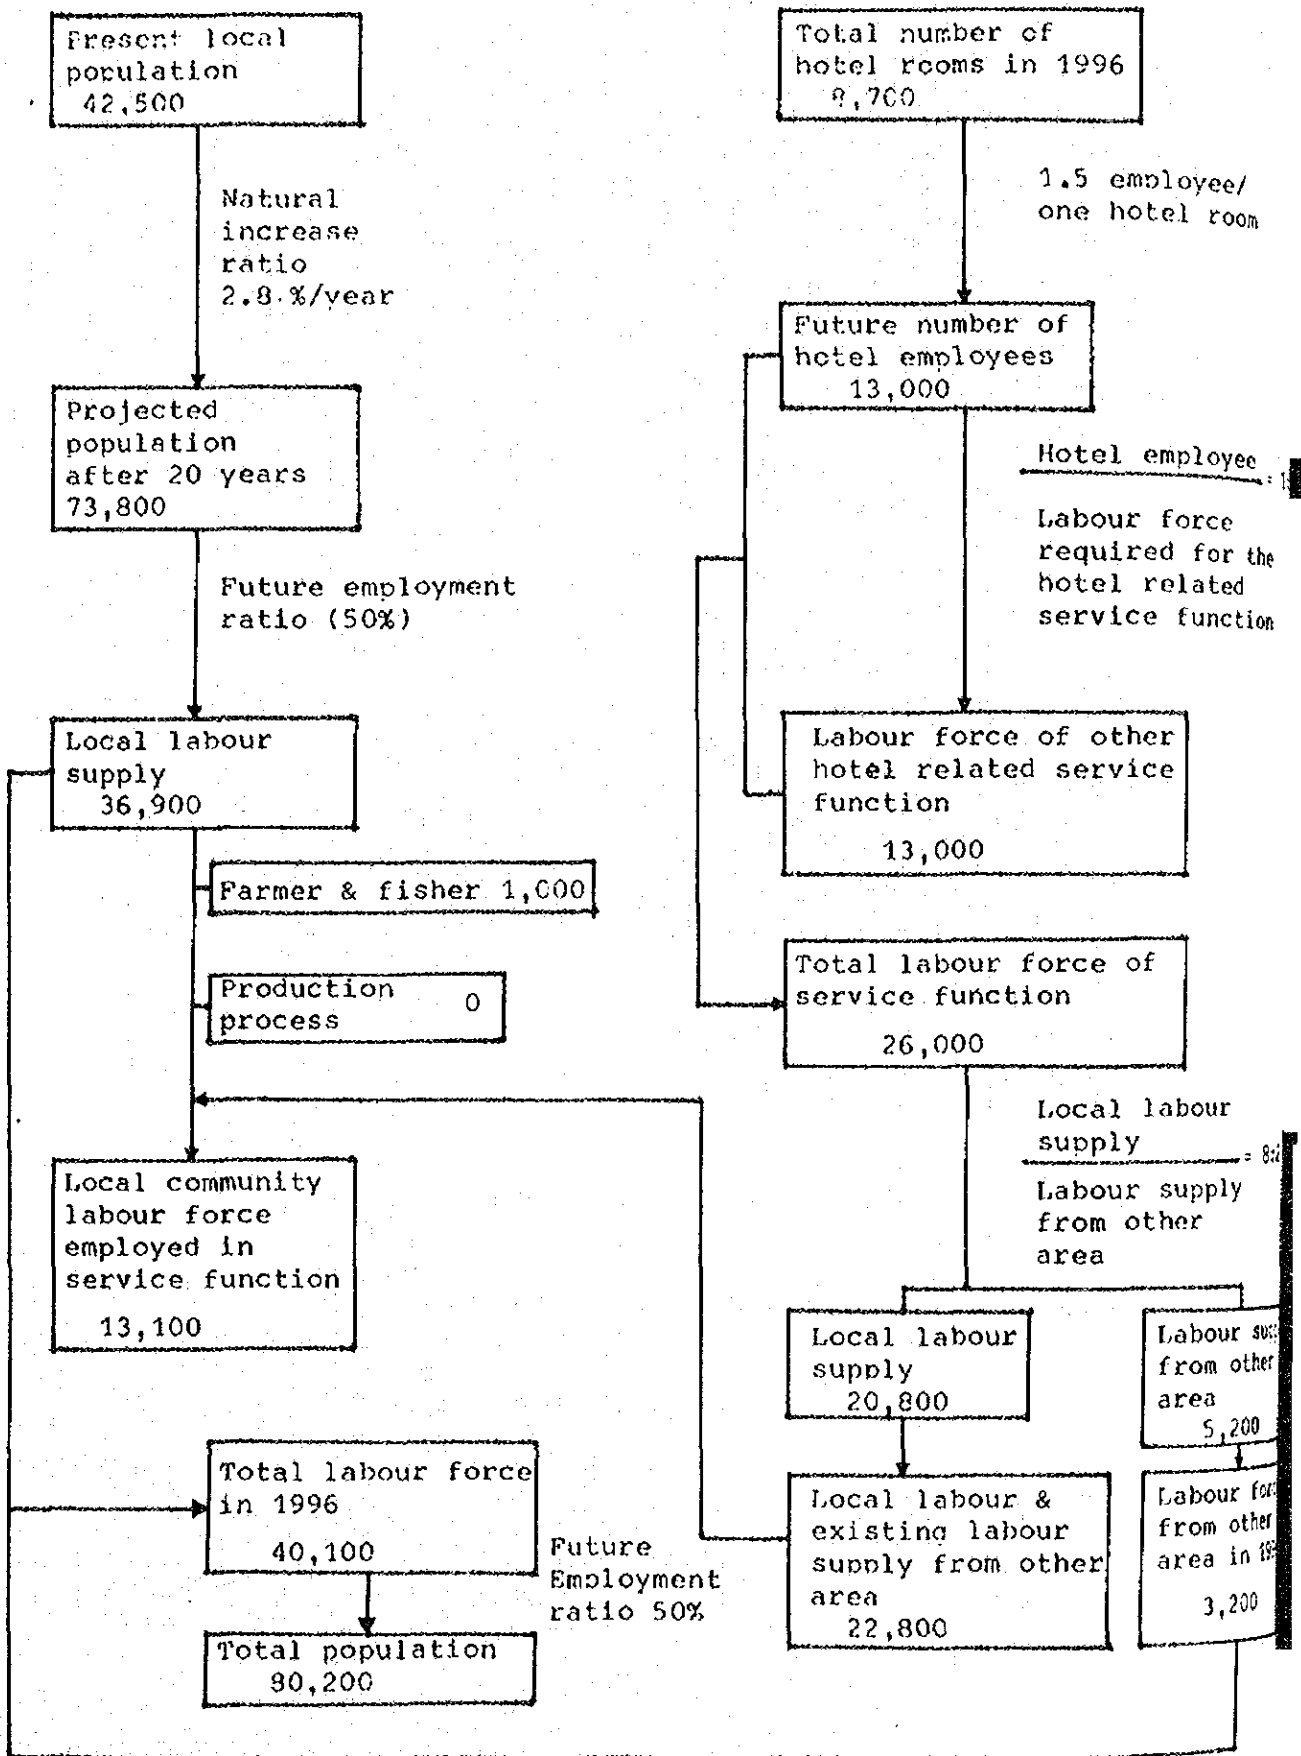 Present local
population
42,500
Natural
increase
ratio
2.8 %/year
Projected
population
after 20 years
73,800
Future employment
ratio (50%)
Local labour
supply
36,900
Farmer & fisher 1,000
Production 0
process
Local community
labour force
employed in
service function
13,100
Total labour force
in 1996
40,100
Future
Employment
ratio 50%
Total population
80,200
Total number of
hotel rooms in 1996
8,700
1.5 employee/
one hotel room
Future number of
hotel employees
13,000
Hotel employee
Labour force
required for the
hotel related
service function
Labour force of other
hotel related service
function
13,000
Total labour force of
service function
26,000
Local labour
supply
Labour supply
from other
area
Local labour
supply
20,800
Labour
from other
area
5,200
Local labour &
existing labour
supply from other
area
22,800
Labour
from other
area in
3,200